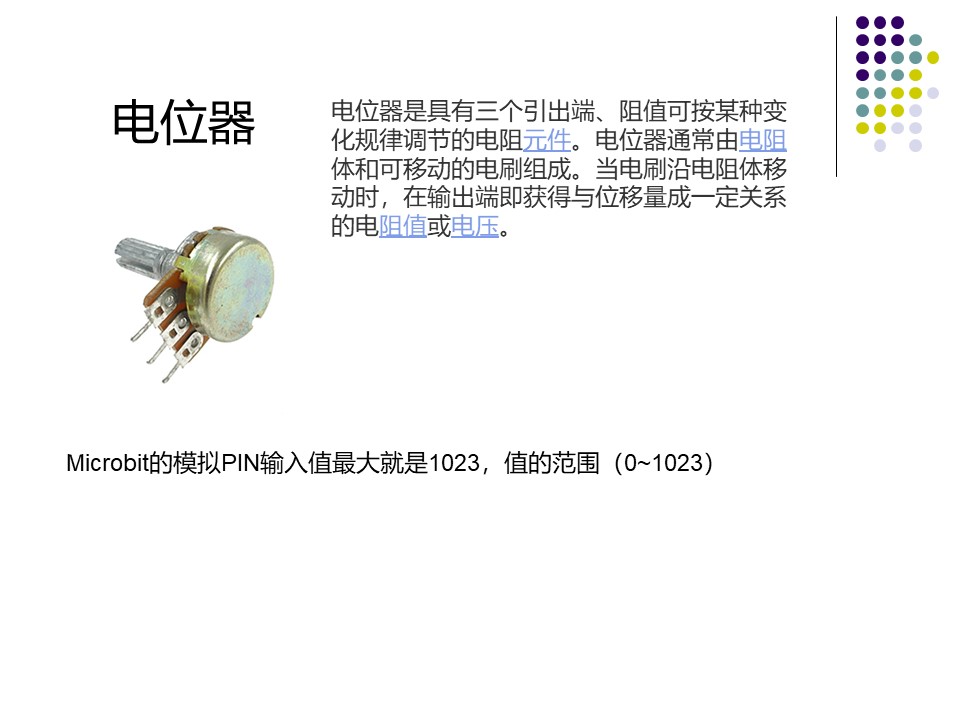 电位器
电位器是具有三个引出端、阻值可按某种变
化规律调节的电阻元件。电位器通常由电阻
体和可移动的电刷组成。当电刷沿电阻体移
动时，在输出端即获得与位移量成一定关系
的电阻值或电压。
Microbit的模拟PIN输入值最大就是1023，值的范围（0~1023）